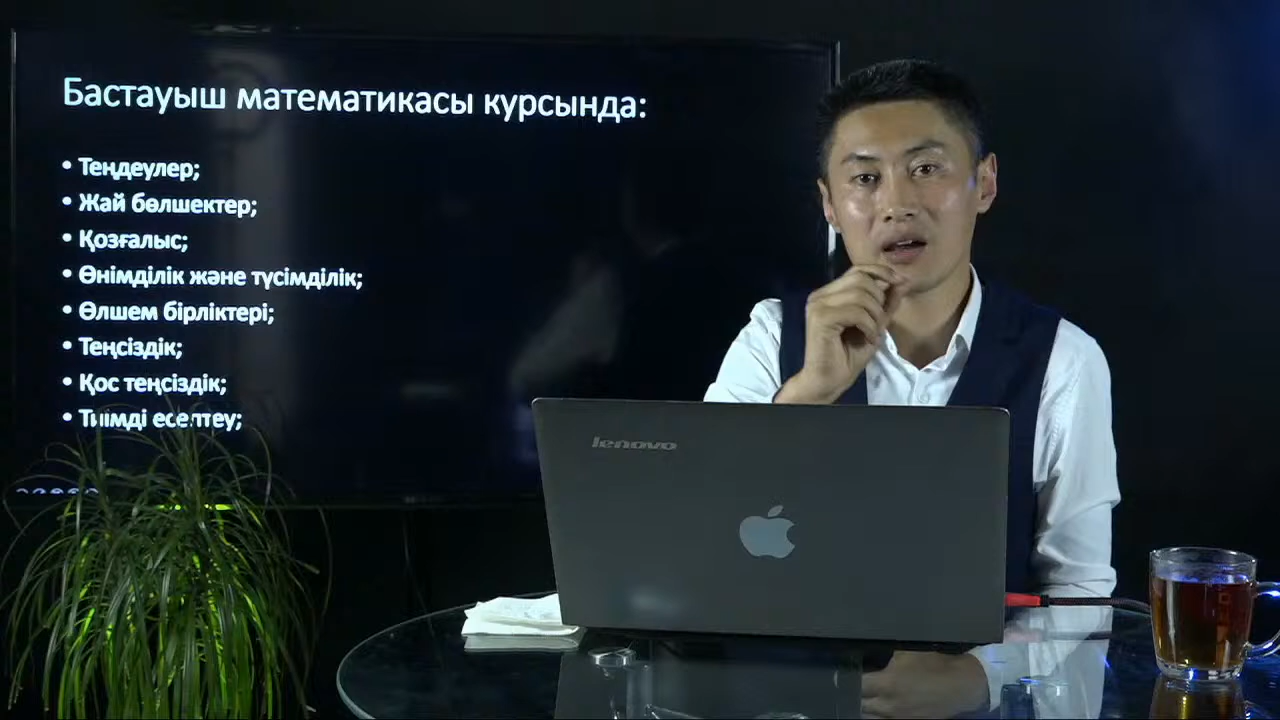 Бастауыш математикасы курсында:
• Теңдеулер;
• Жай бөлшектер;
• Қозғалыс;
• Өнімділік және түсімділік;
• Өлшем бірліктері;
• Теңсіздік;
• Қос теңсіздік;
• Тиімді есептеу;
lenovo